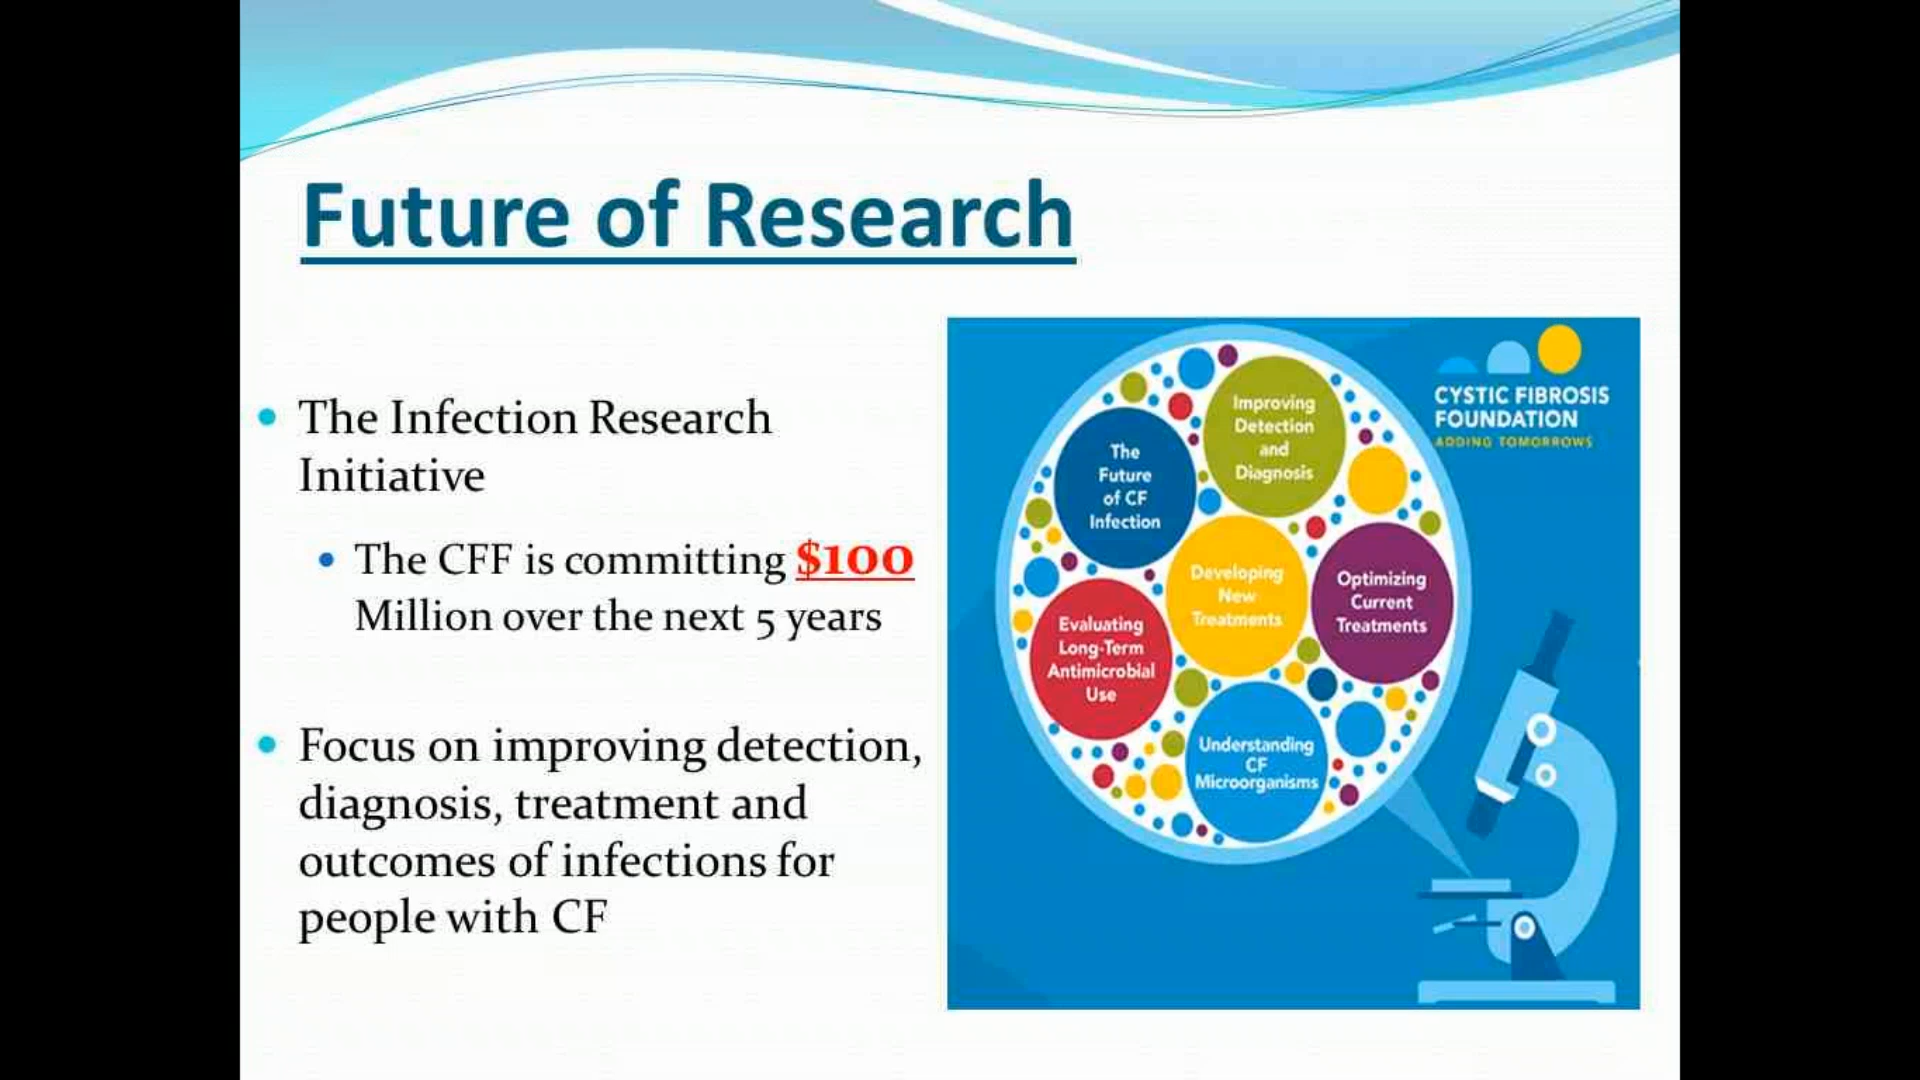 Future of Research
The Infection Research
Initiative
The CFF is committing $100
Million over the next 5 years
Focus on improving detection,
diagnosis, treatment and
outcomes of infections for
people with CF
CYSTIC FIBROSIS
FOUNDATION
ADDING TOMORROWS
Improving
Detection
and
Diagnosis
The
Future
of CF
Infection
Developing
New
Treatments
Optimizing
Current
Treatments
Evaluating
Long-Term
Antimicrobial
Use
Understanding
CF
Microorganisms